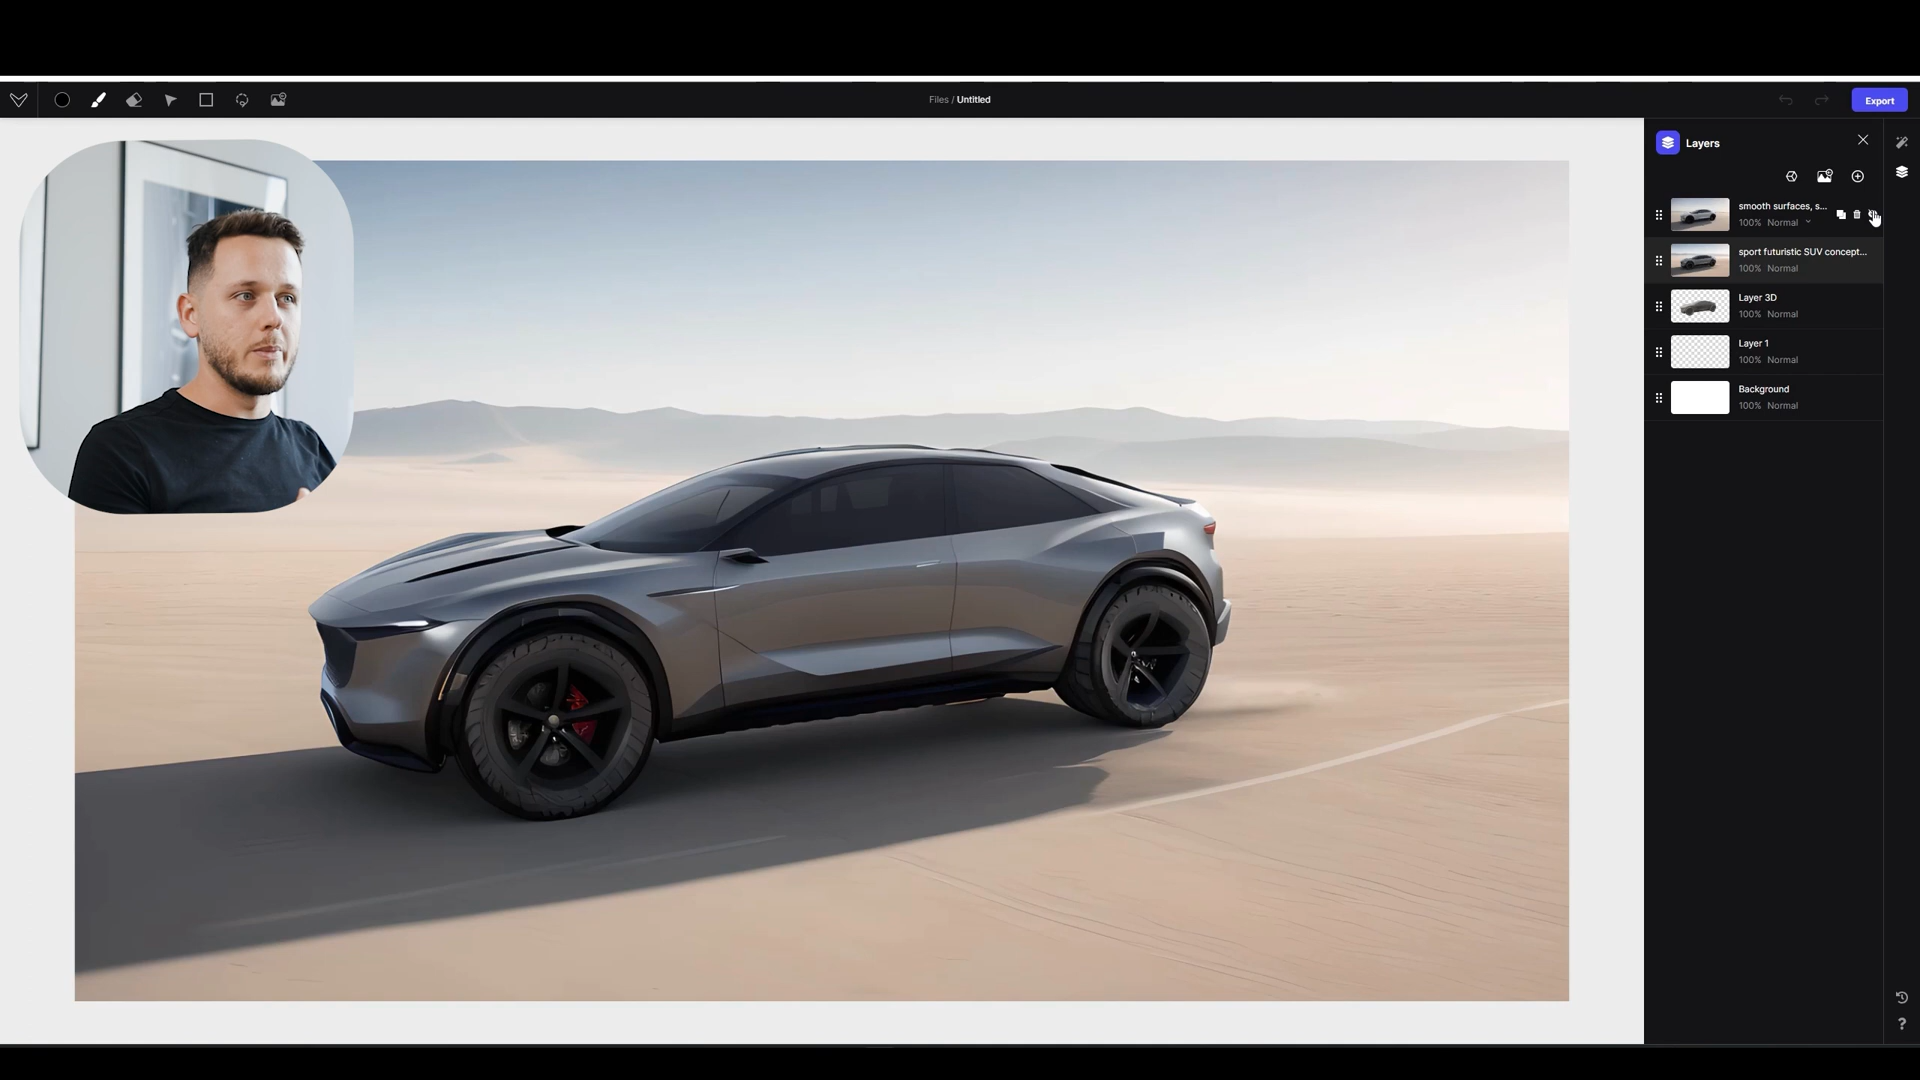 Files / Untitled
Export
Layers
smooth surfaces, s...
100% Normal
sport futuristic SUV concept...
100% Normal
Layer 3D
100% Normal
Layer 1
100% Normal
Background
100% Normal
?